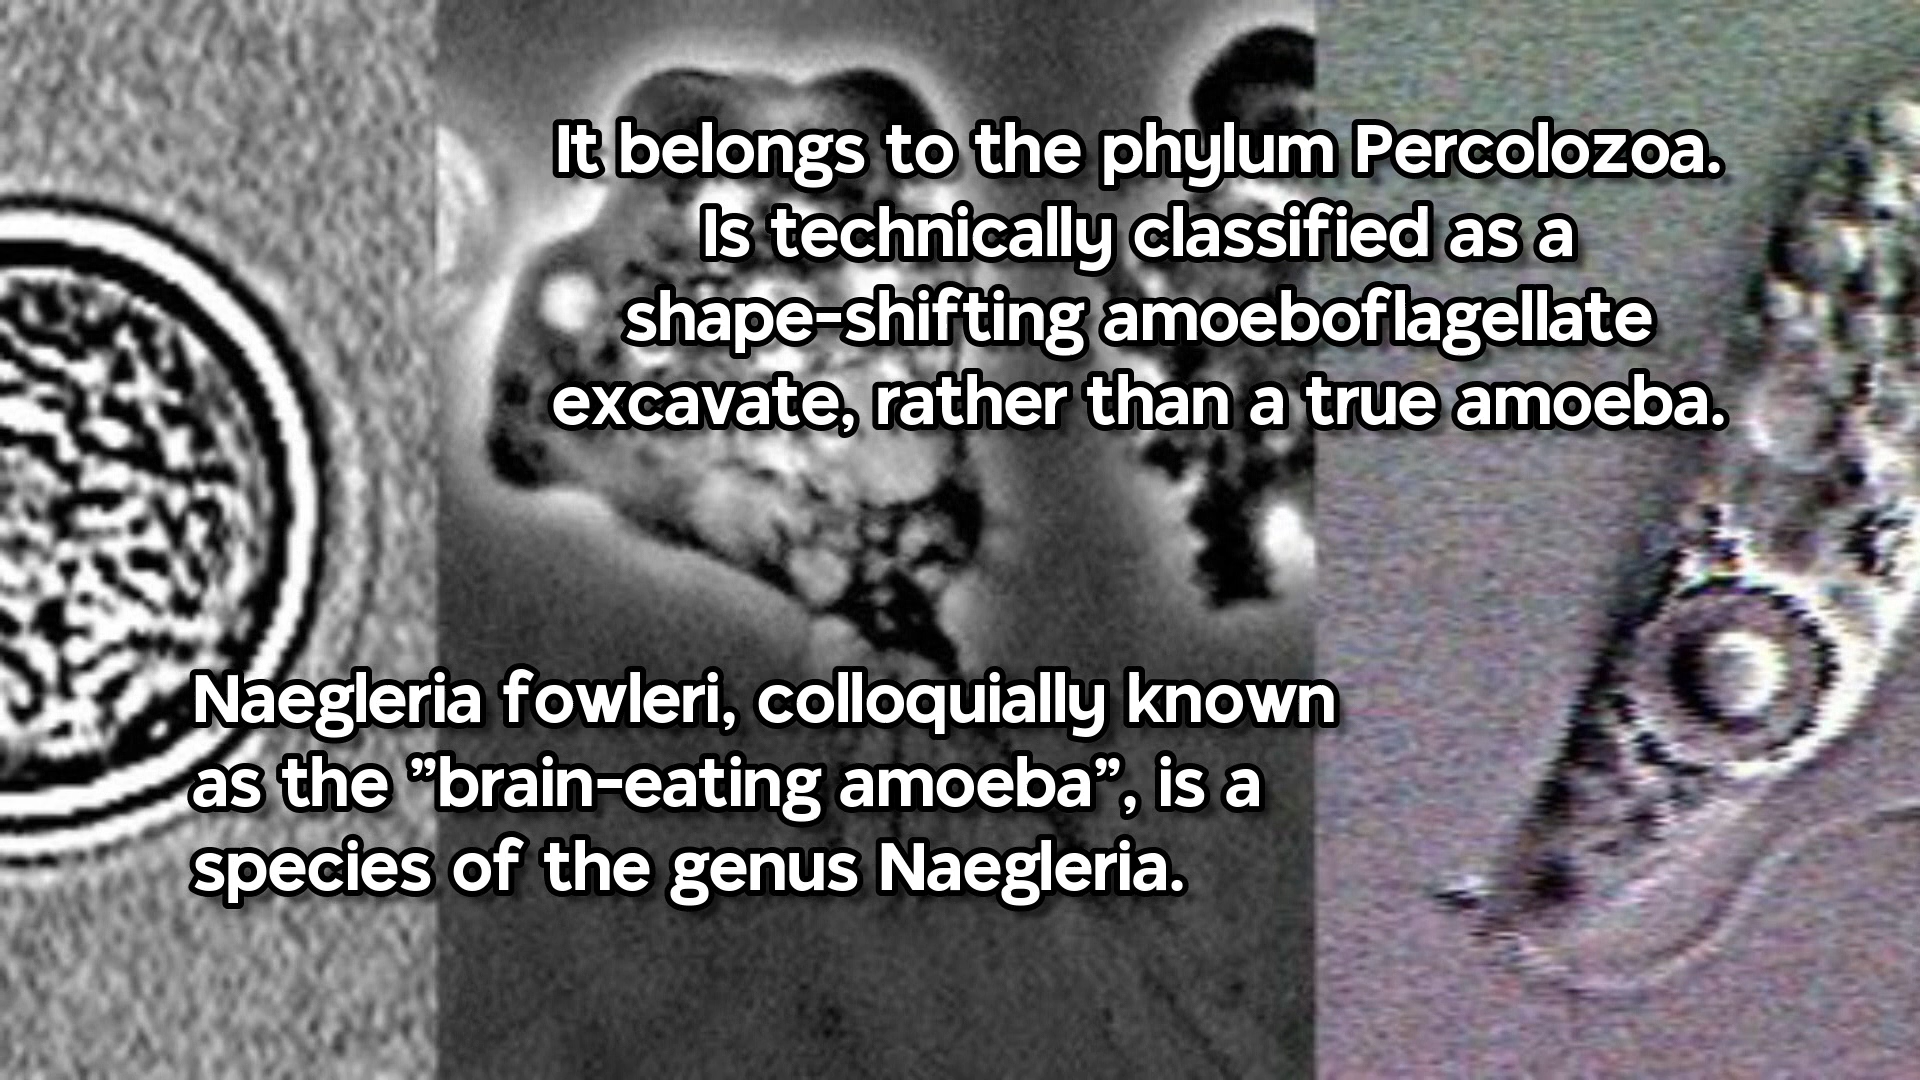 It belongs to the phylum Percolozoa.
Is technically classified as a
shape-shifting amoeboflagellate
excavate, rather than a true amoeba.
Naegleria fowleri, colloquially known
as the ”brain-eating amoeba”, is a
species of the genus Naegleria.